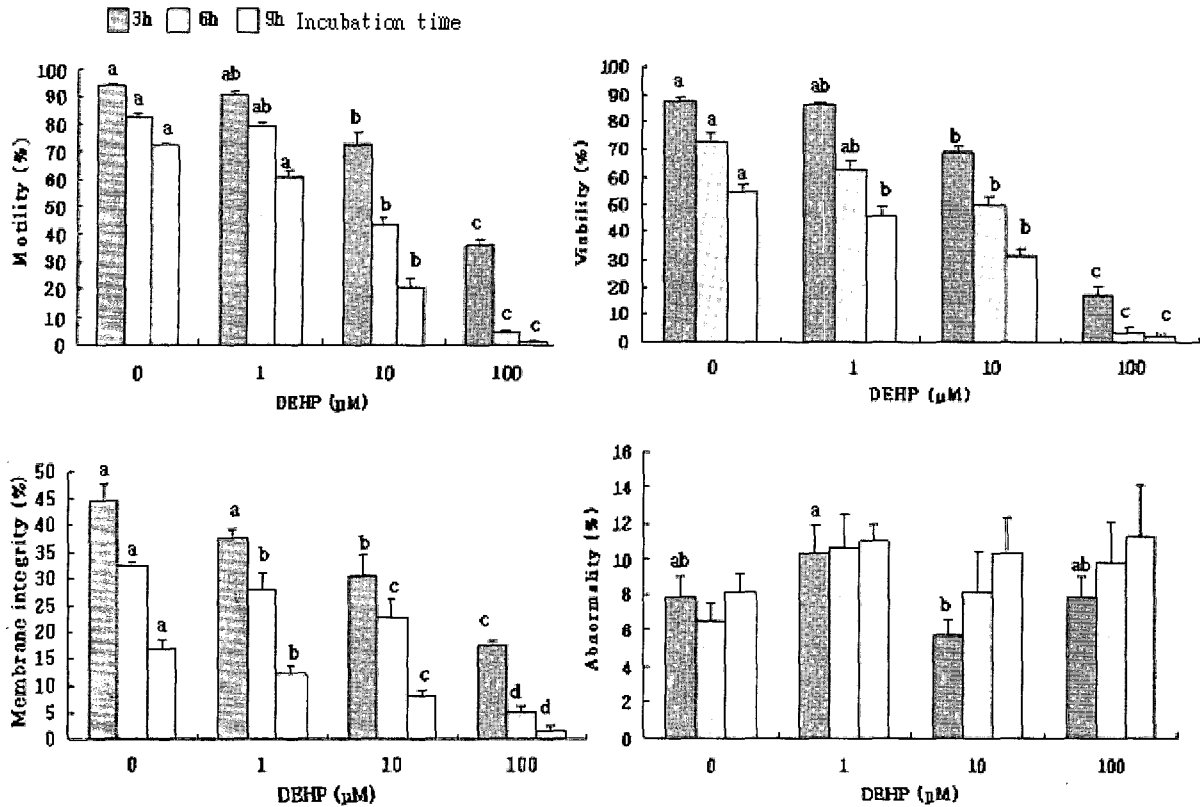 3h 6h 9h Incubation time
Motility (%)
100
90
80
70
60
50
40
30
20
10
0
a a a ab ab a b b b c c c
0 1 10 100
DEHP (µM)
Viability (%)
100
90
80
70
60
50
40
30
20
10
0
a a a ab ab b b b b c c c
0 1 10 100
DEHP (µM)
Membrane integrity (%)
50
45
40
35
30
25
20
15
10
5
0
a a a a b b b c c c d d
0 1 10 100
DEHP (µM)
Abnormality (%)
16
14
12
10
8
6
4
2
0
ab a b ab
0 1 10 100
DEHP (µM)